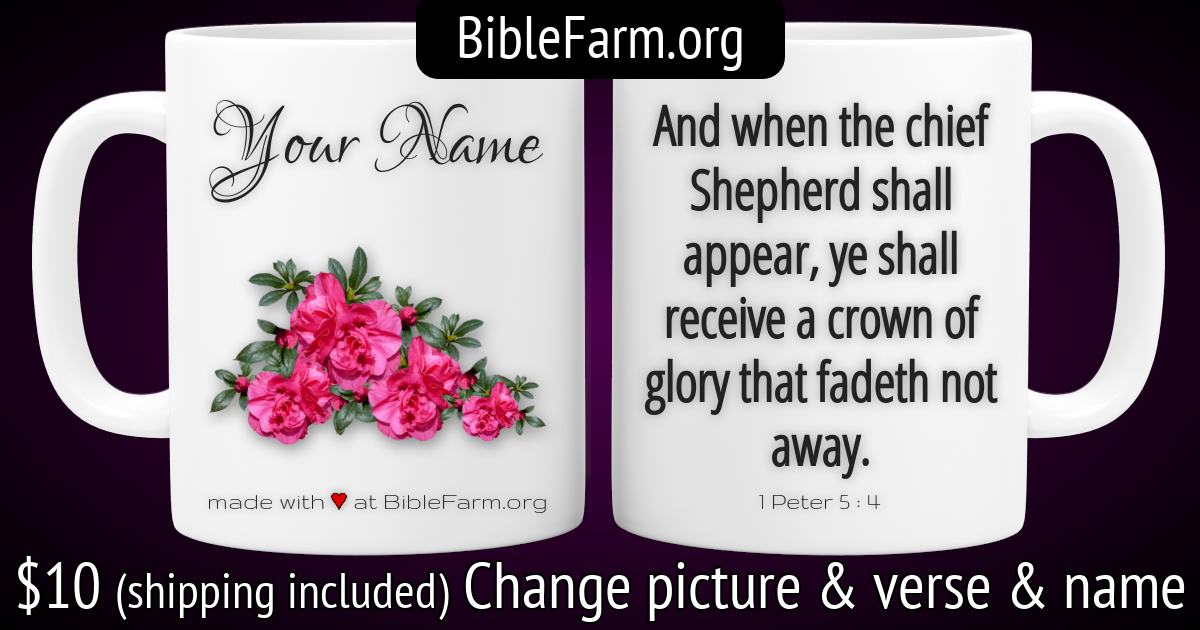 BibleFarm.org
Your Name
made with ♥ at BibleFarm.org
And when the chief
Shepherd shall
appear, ye shall
receive a crown of
glory that fadeth not
away.
1 Peter 5 : 4
$10 (shipping included) Change picture & verse & name